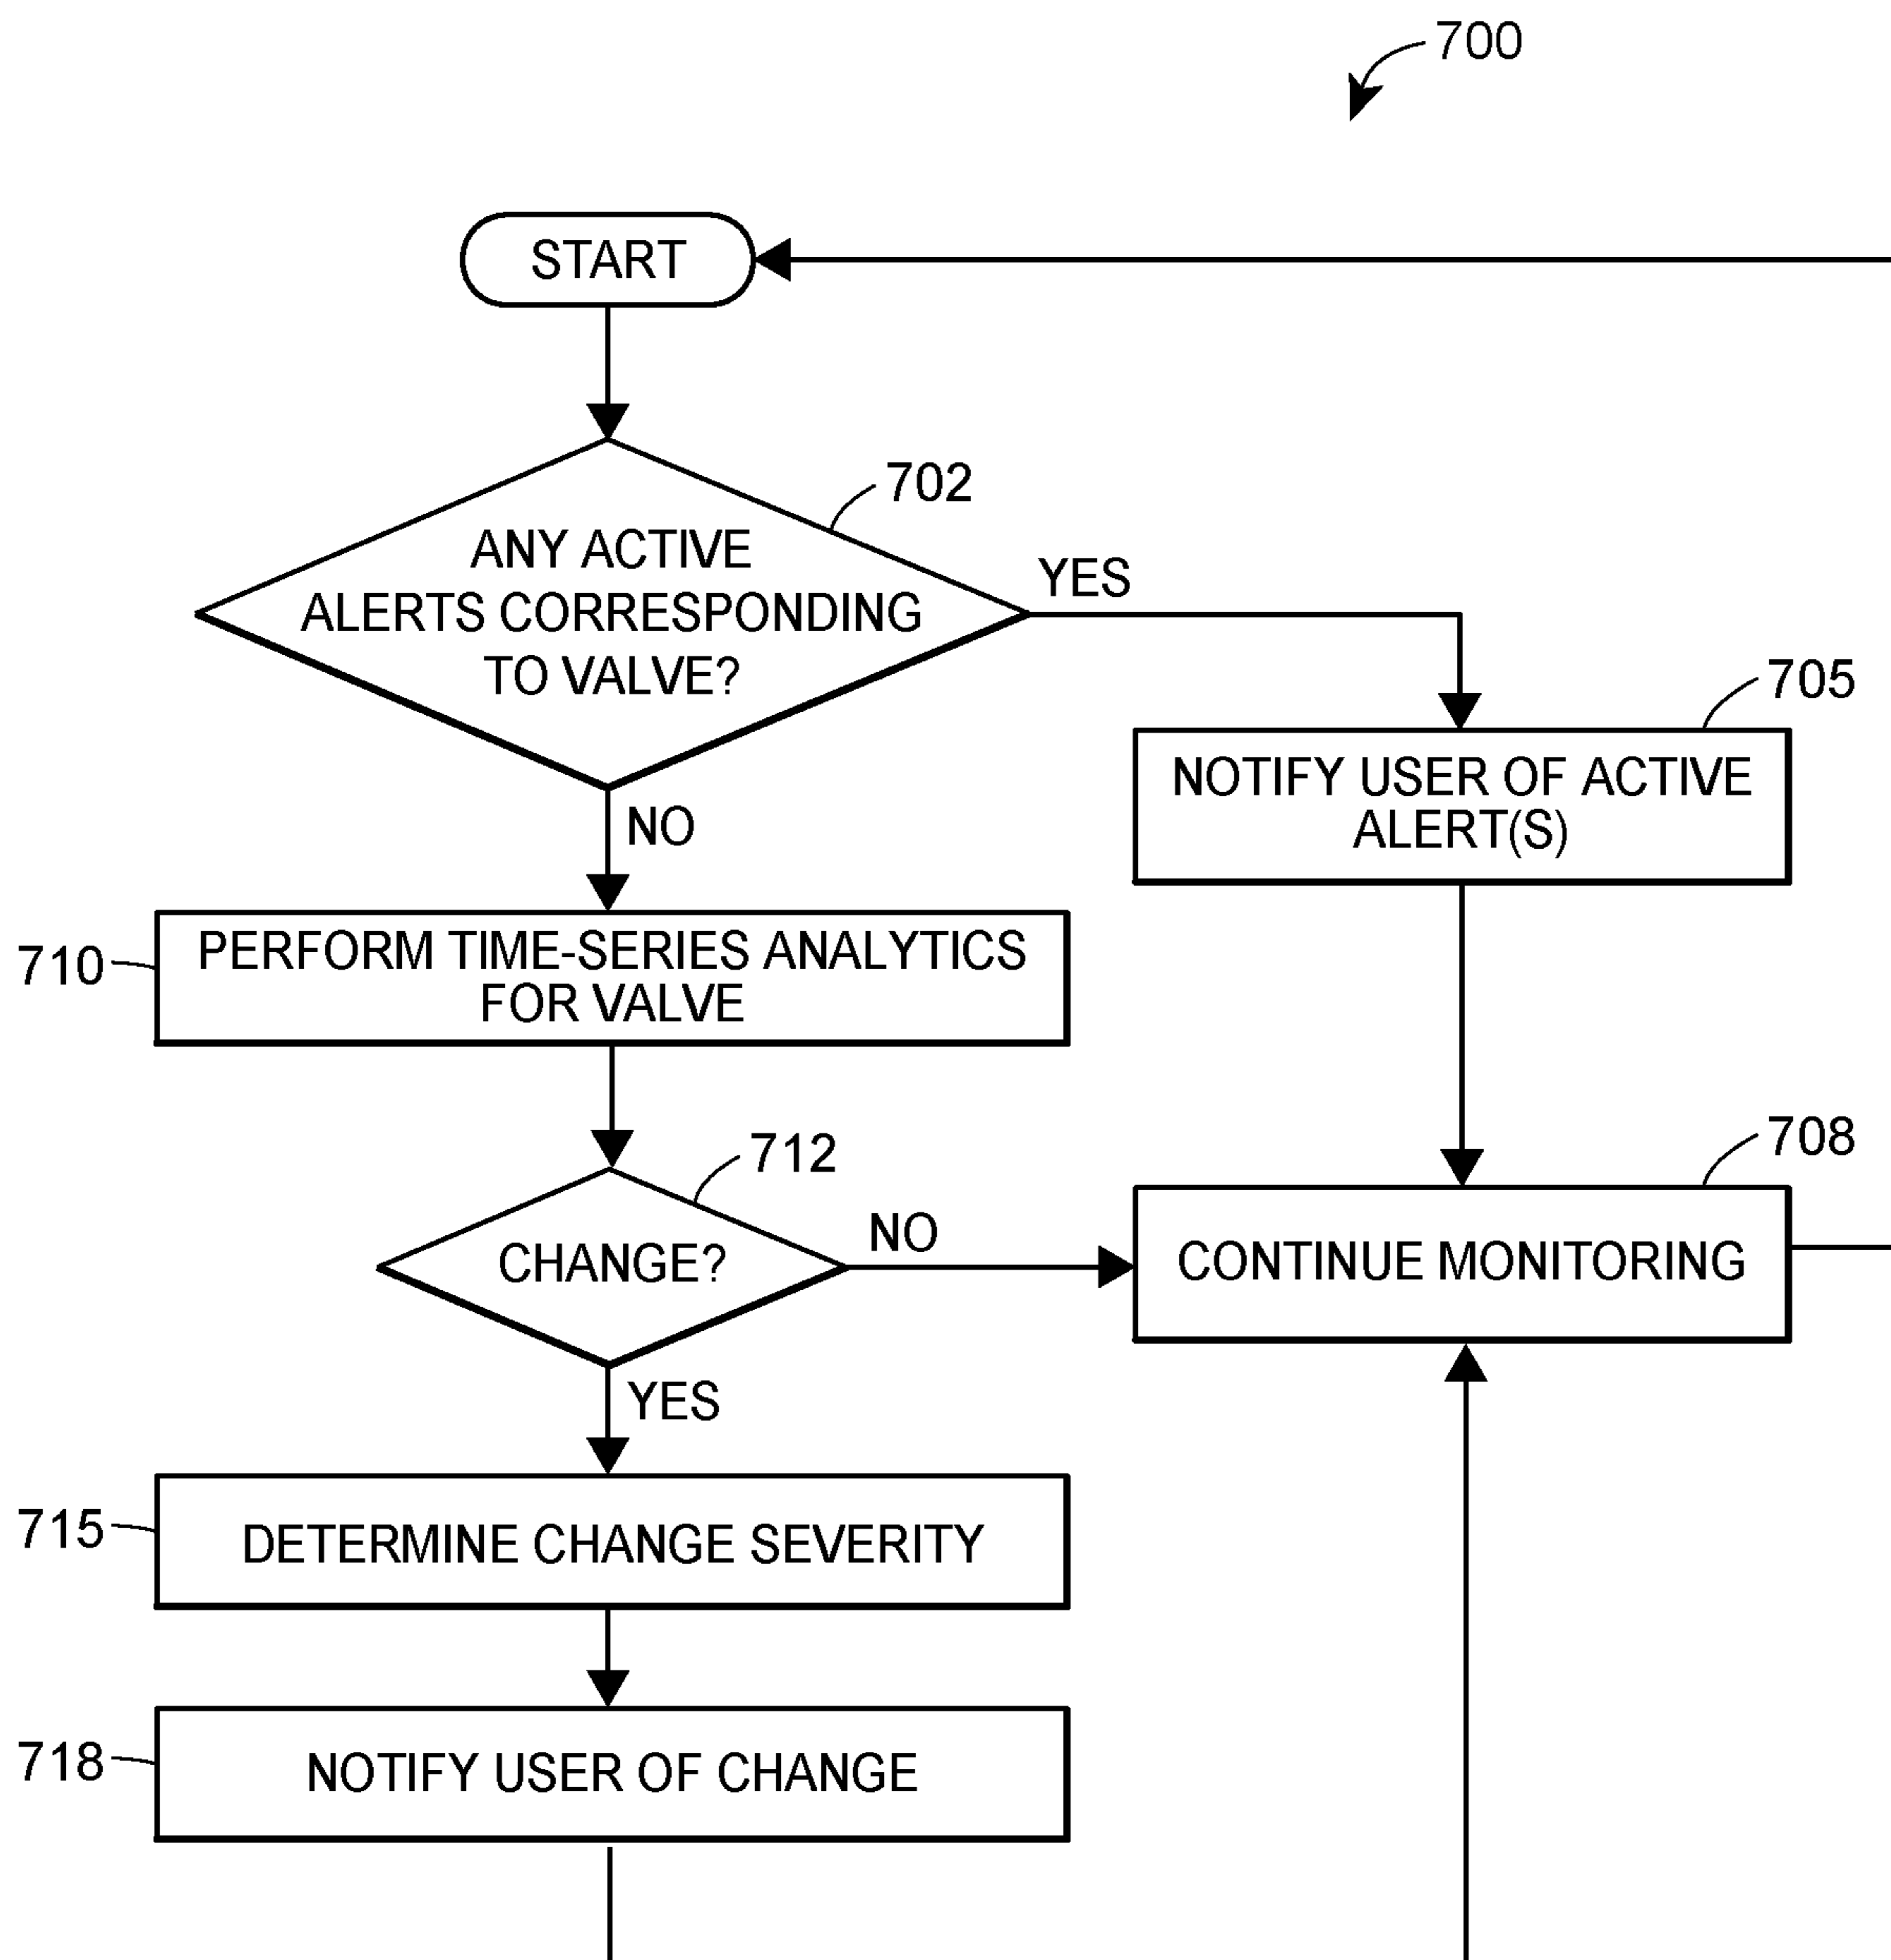 700
START
702
ANY ACTIVE
ALERTS CORRESPONDING
TO VALVE?
YES
705
NOTIFY USER OF ACTIVE
ALERT(S)
NO
710
PERFORM TIME-SERIES ANALYTICS
FOR VALVE
712
CHANGE?
NO
708
CONTINUE MONITORING
YES
715
DETERMINE CHANGE SEVERITY
718
NOTIFY USER OF CHANGE